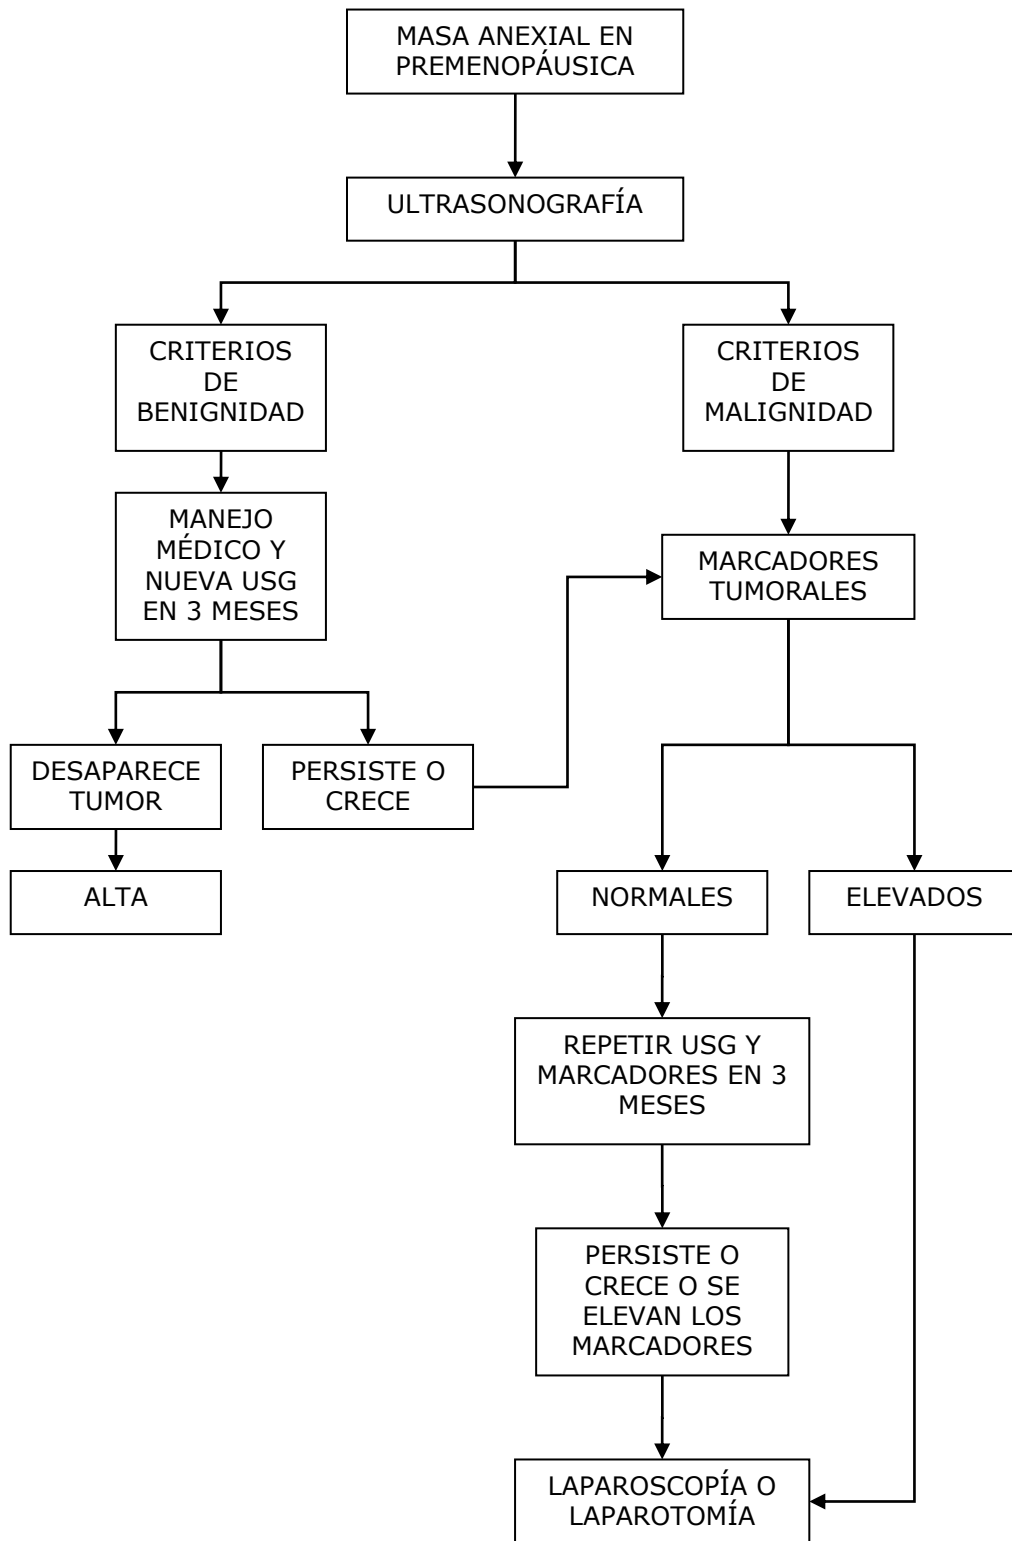 MASA ANEXIAL EN
PREMENOPÁUSICA
ULTRASONOGRAFÍA
CRITERIOS
DE
BENIGNIDAD
CRITERIOS
DE
MALIGNIDAD
MANEJO
MÉDICO Y
NUEVA USG
EN 3 MESES
MARCADORES
TUMORALES
DESAPARECE
TUMOR
PERSISTE O
CRECE
ALTA
NORMALES
ELEVADOS
REPETIR USG Y
MARCADORES EN 3
MESES
PERSISTE O
CRECE O SE
ELEVAN LOS
MARCADORES
LAPAROSCOPÍA O
LAPAROTOMÍA